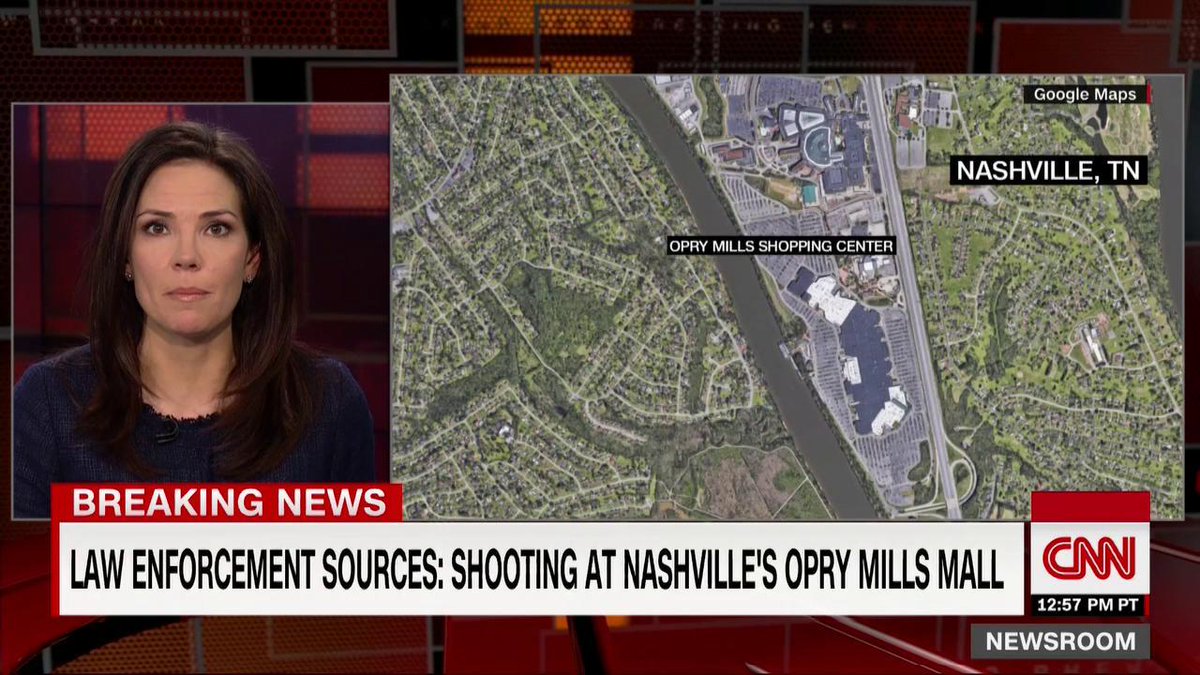 Google Maps
NASHVILLE, TN
OPRY MILLS SHOPPING CENTER
BREAKING NEWS
LAW ENFORCEMENT SOURCES: SHOOTING AT NASHVILLE'S OPRY MILLS MALL
CNN
12:57 PM PT
NEWSROOM